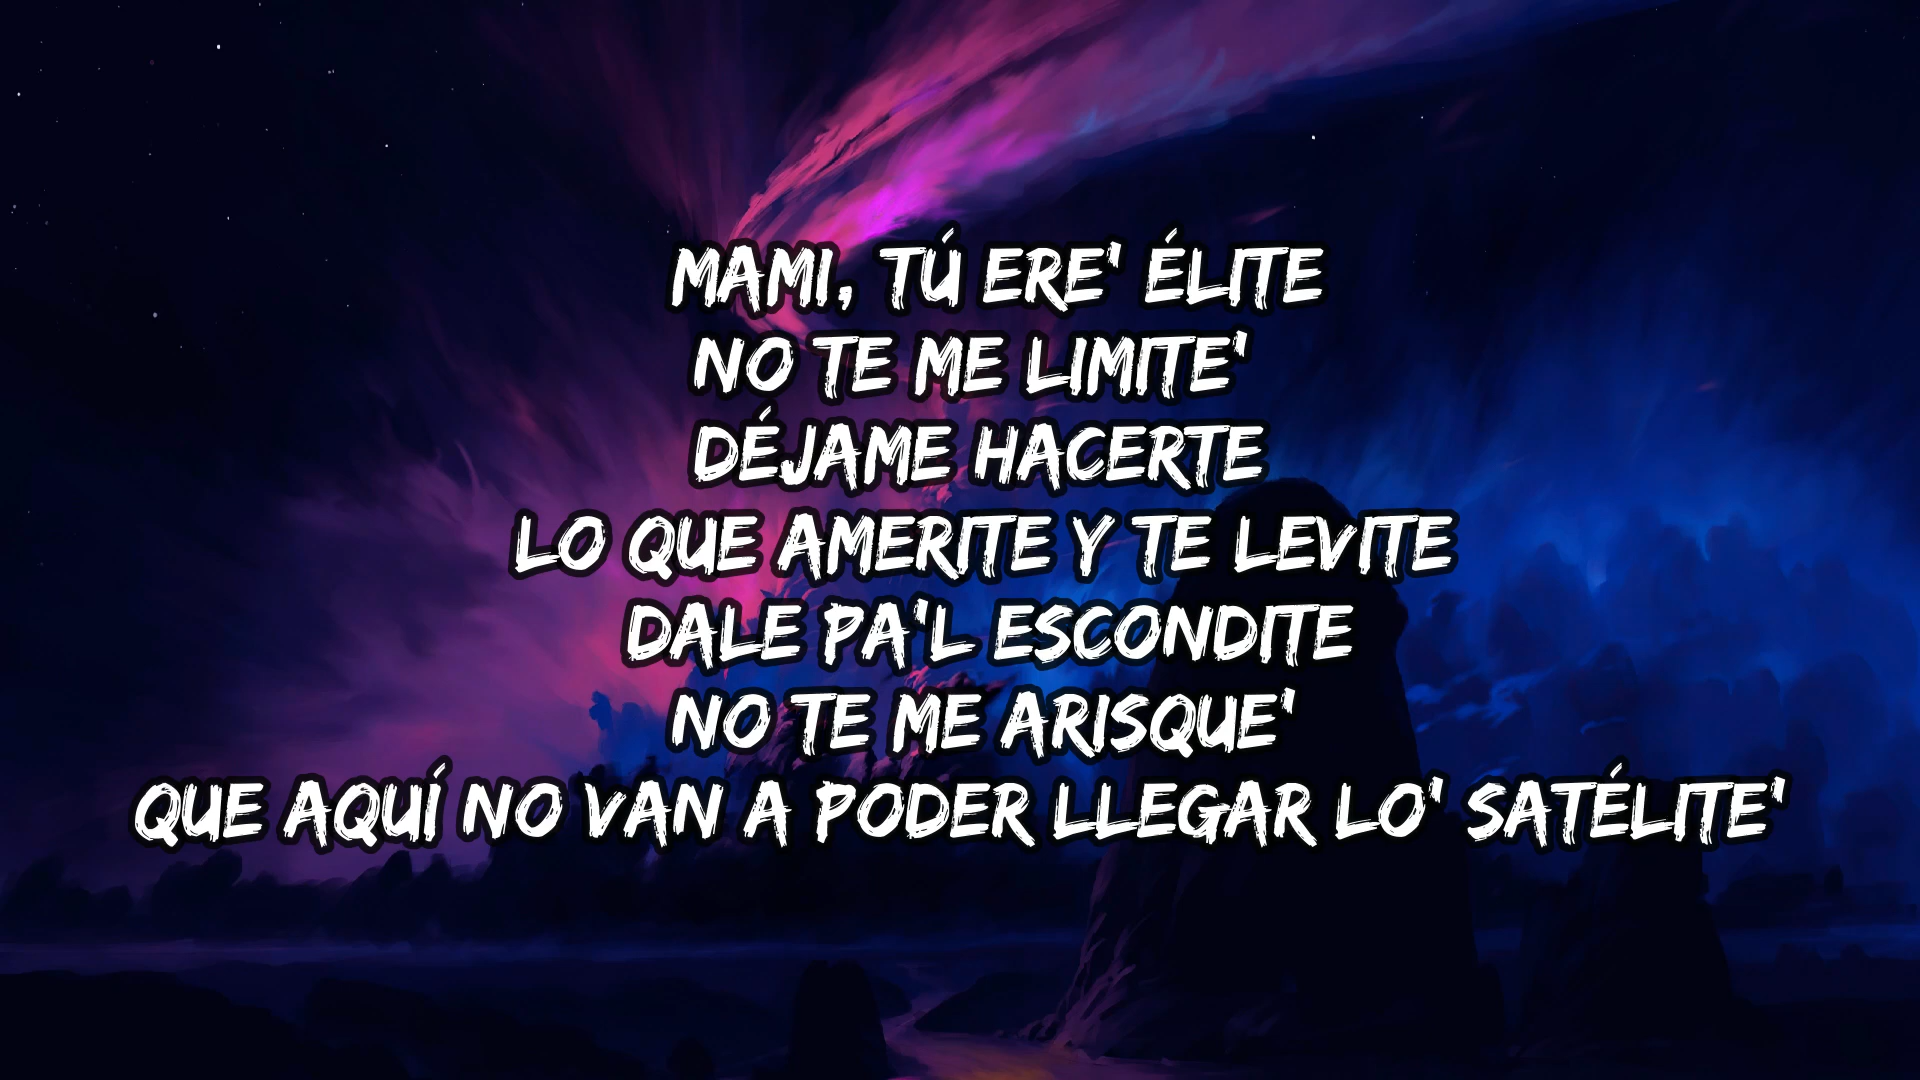 MAMI, TÚ ERE' ÉLITE
NO TE ME LIMITE'
DÉJAME HACERTE
LO QUE AMERITE Y TE LEVITE
DALE PA'L ESCONDITE
NO TE ME ARISQUE'
QUE AQUÍ NO VAN A PODER LLEGAR LO' SATÉLITE'